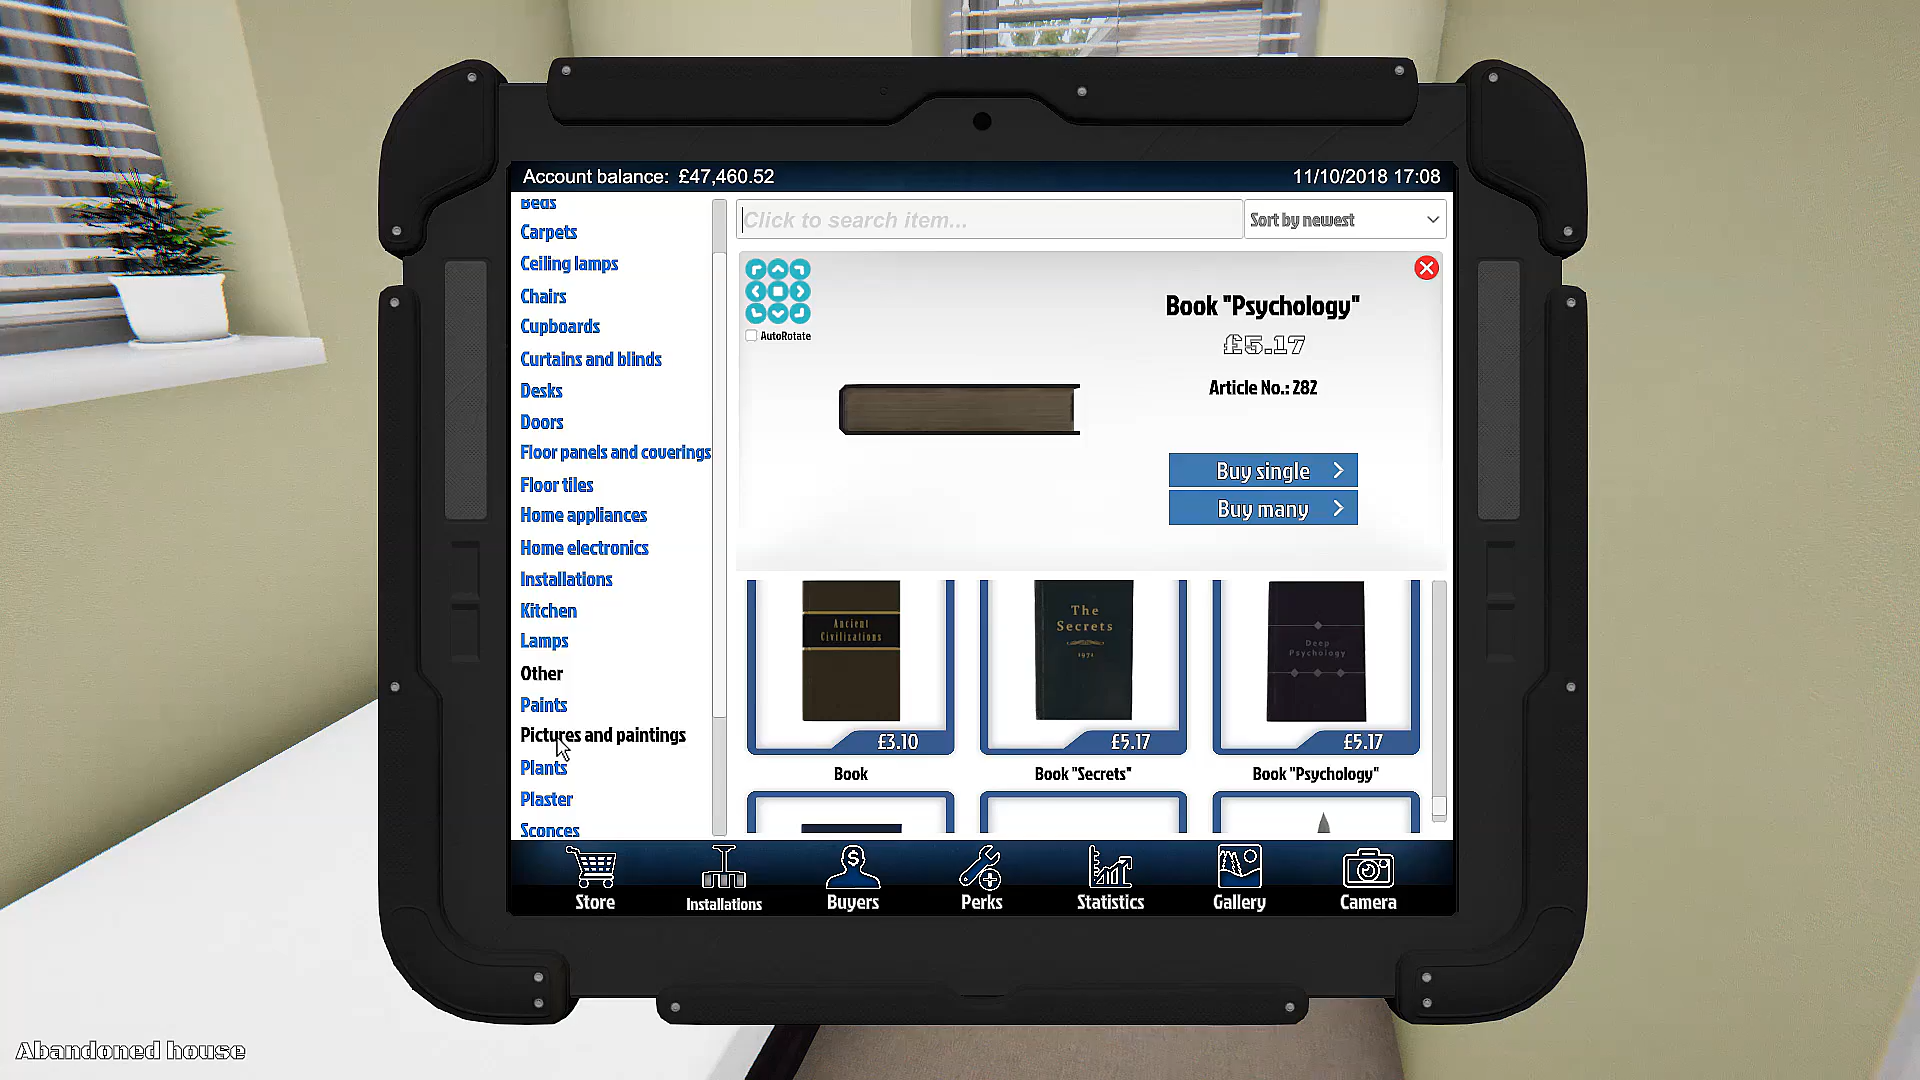 Account balance: £47,460.52
11/10/2018 17:08
Beds
Carpets
Ceiling lamps
Chairs
Cupboards
Curtains and blinds
Desks
Doors
Floor panels and coverings
Floor tiles
Home appliances
Home electronics
Installations
Kitchen
Lamps
Other
Paints
Pictures and paintings
Plants
Plaster
Sconces
Click to search item...
Sort by newest
AutoRotate
Book "Psychology"
£5.17
Article No.: 282
Buy single
Buy many
Ancient
Civilizations
£3.10
Book
The
Secrets
1971
£5.17
Book "Secrets"
Deep
Psychology
£5.17
Book "Psychology"
Store
Installations
Buyers
Perks
Statistics
Gallery
Camera
Abandoned house